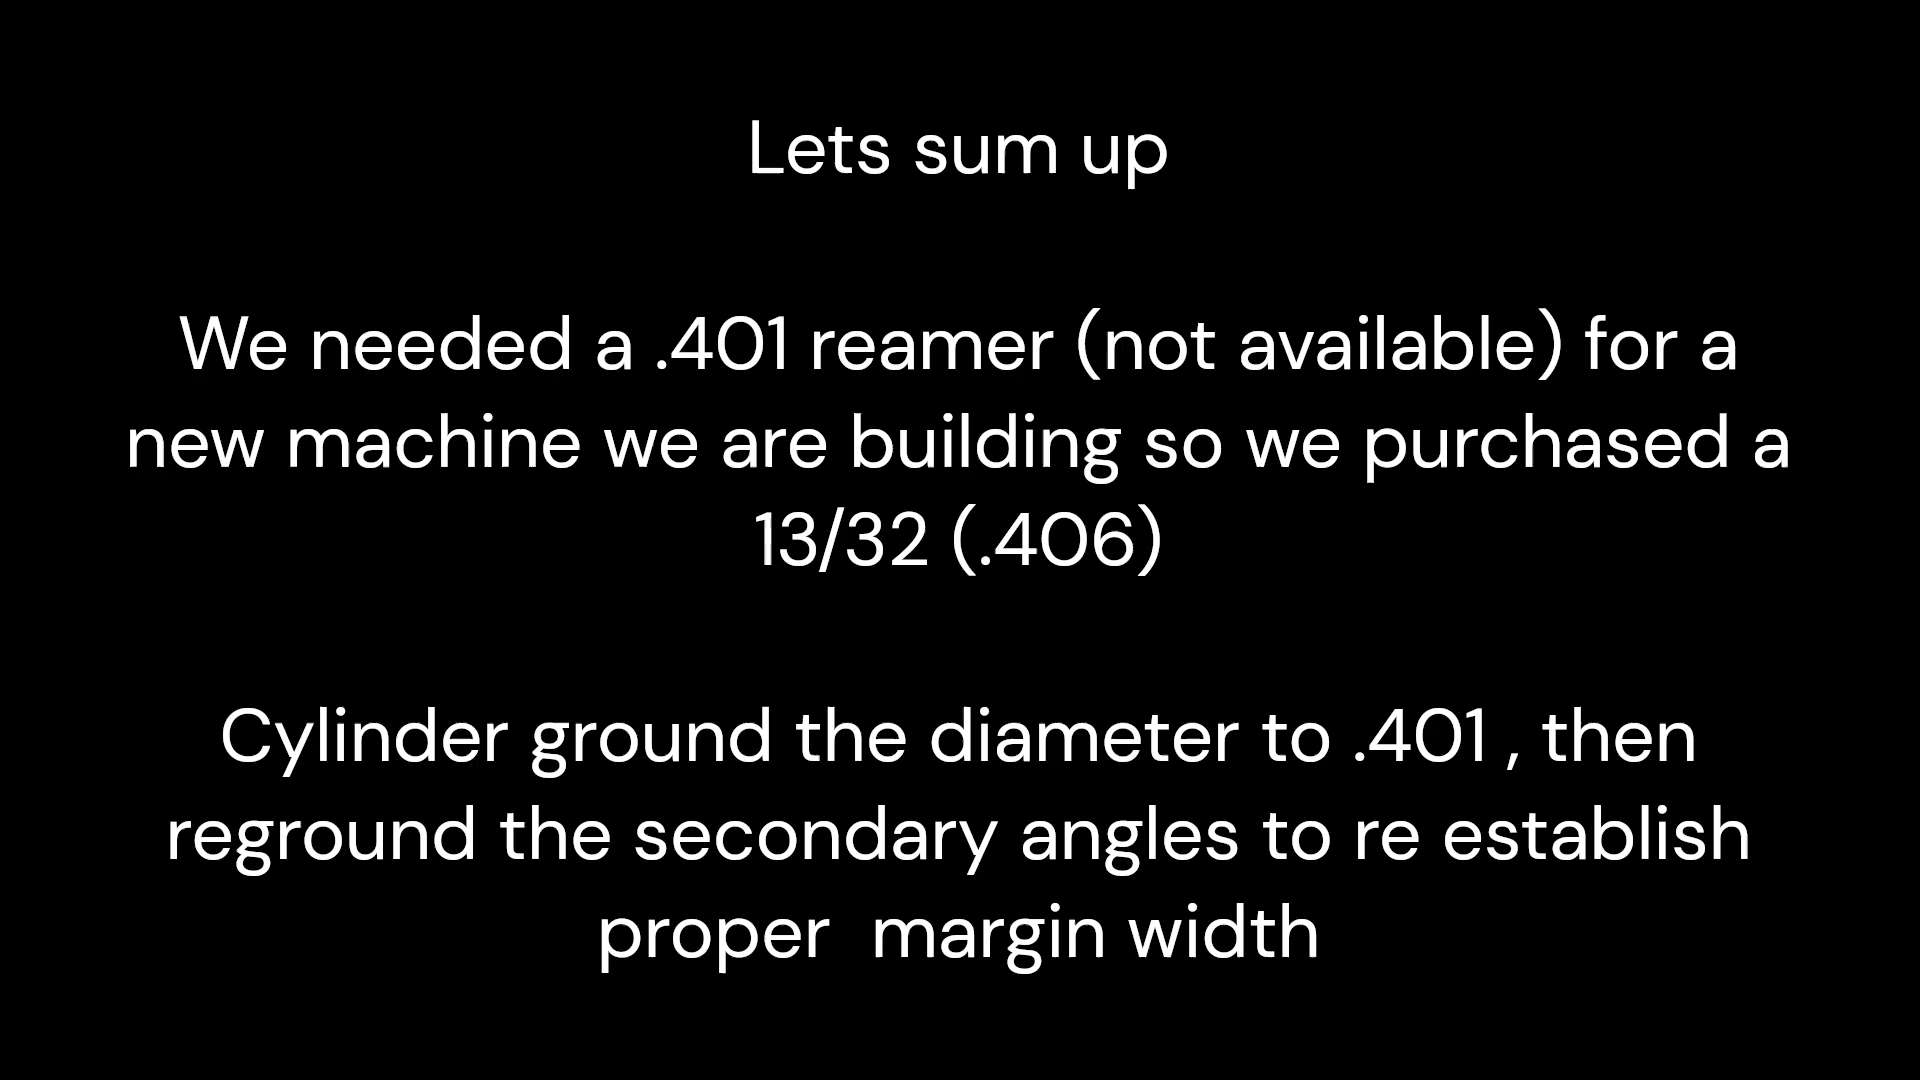 Lets sum up
We needed a .401 reamer (not available) for a
new machine we are building so we purchased a
13/32 (.406)
Cylinder ground the diameter to .401 , then
reground the secondary angles to re establish
proper  margin width